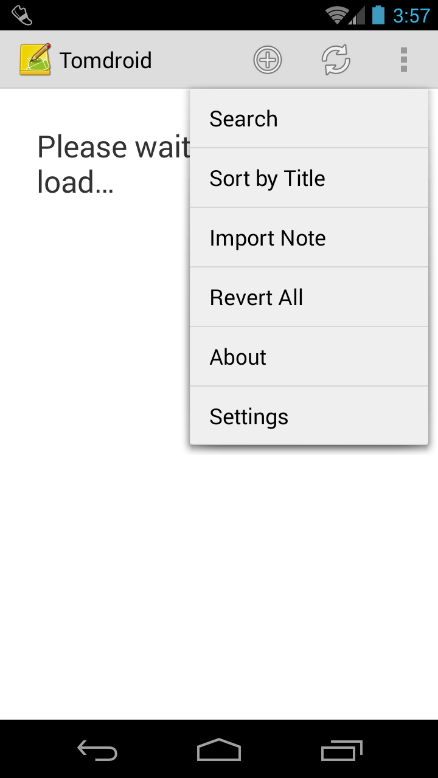 3:57
Tomdroid
Please wait
load...
Search
Sort by Title
Import Note
Revert All
About
Settings